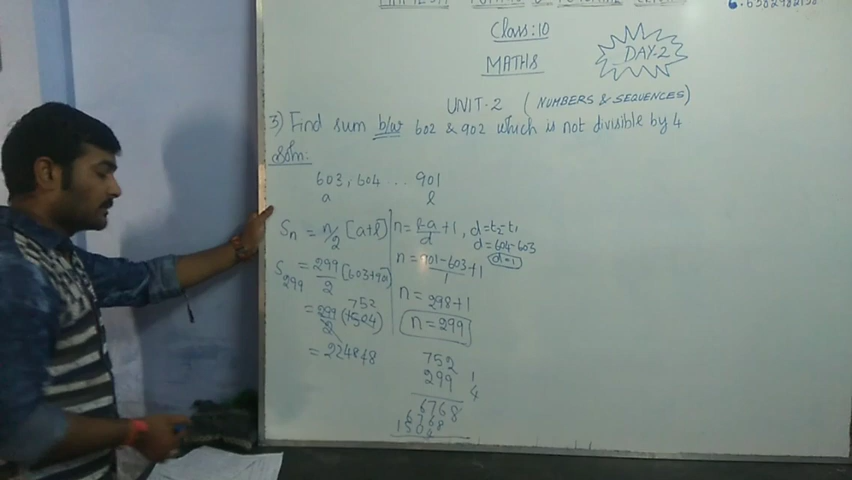 Class:10
MATHS
DAY-2
UNIT-2 (NUMBERS & SEQUENCES)
3) Find sum b/w 602 & 902 which is not divisible by 4
Soln:
603, 604 ... 901
a l
Sn = n/2 [a+l]
S299 = 299/2 [603+901]
= 299/2 (1504) 752
= 224848
n = l-a/d + 1, d = t2-t1
d = 604-603
d=1
n = 901-603/1 + 1
n = 298+1
n = 299
752
299
6768
6768
1504